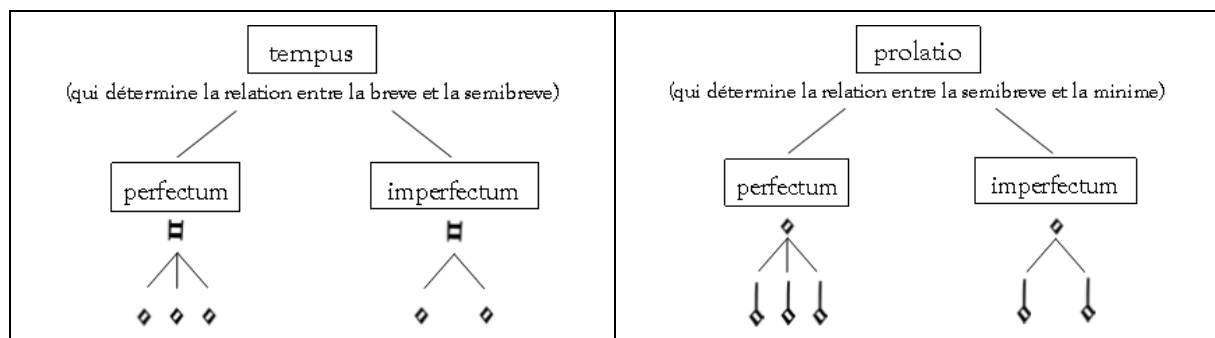 tempus
(qui détermine la relation entre la breve et la semibreve)
perfectum
imperfectum
prolatio
(qui détermine la relation entre la semibreve et la minime)
perfectum
imperfectum